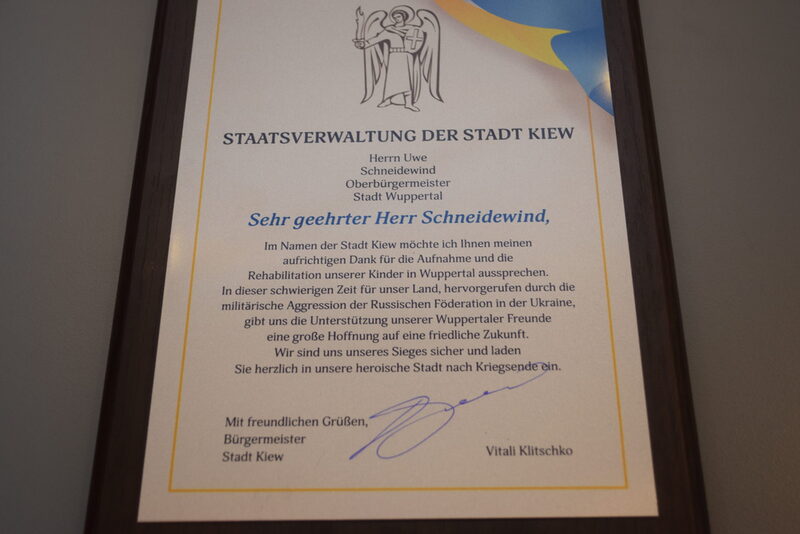 STAATSVERWALTUNG DER STADT KIEW
Herrn Uwe
Schneidewind
Oberbürgermeister
Stadt Wuppertal
Sehr geehrter Herr Schneidewind,
Im Namen der Stadt Kiew möchte ich Ihnen meinen
aufrichtigen Dank für die Aufnahme und die
Rehabilitation unserer Kinder in Wuppertal aussprechen.
In dieser schwierigen Zeit für unser Land, hervorgerufen durch die
militärische Aggression der Russischen Föderation in der Ukraine,
gibt uns die Unterstützung unserer Wuppertaler Freunde
eine große Hoffnung auf eine friedliche Zukunft.
Wir sind uns unseres Sieges sicher und laden
Sie herzlich in unsere heroische Stadt nach Kriegsende ein.
Mit freundlichen Grüßen,
Bürgermeister
Stadt Kiew
Vitali Klitschko